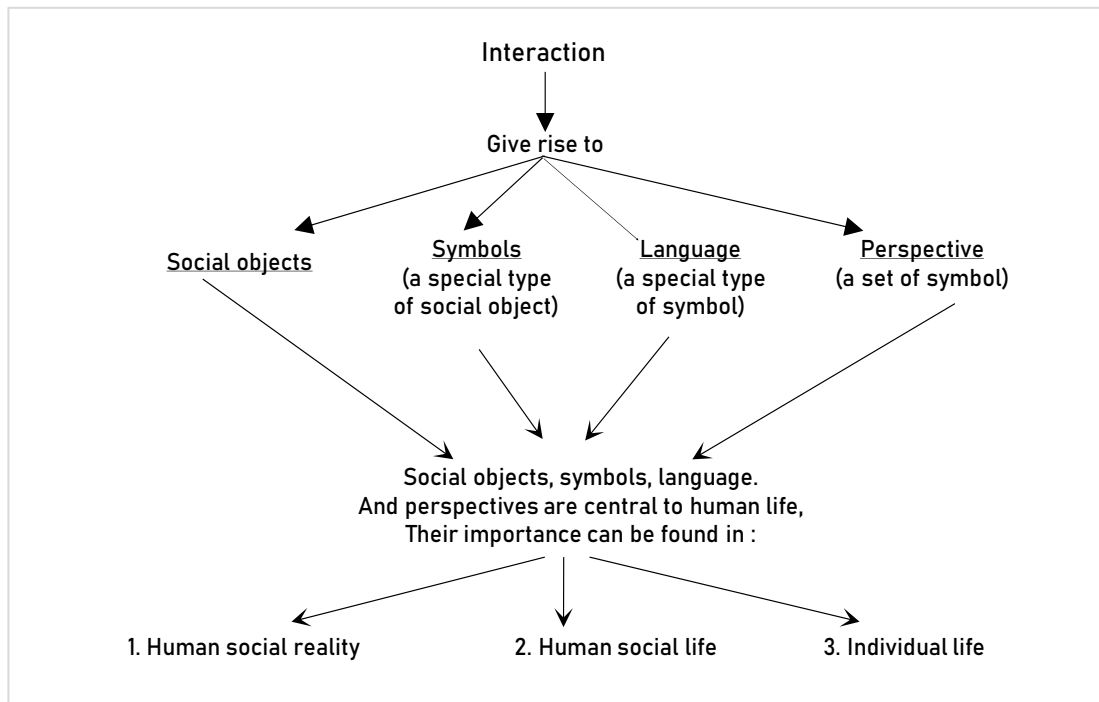 Interaction
Give rise to
Social objects
Symbols
(a special type
of social object)
Language
(a special type
of symbol)
Perspective
(a set of symbol)
Social objects, symbols, language.
And perspectives are central to human life,
Their importance can be found in :
1. Human social reality
2. Human social life
3. Individual life